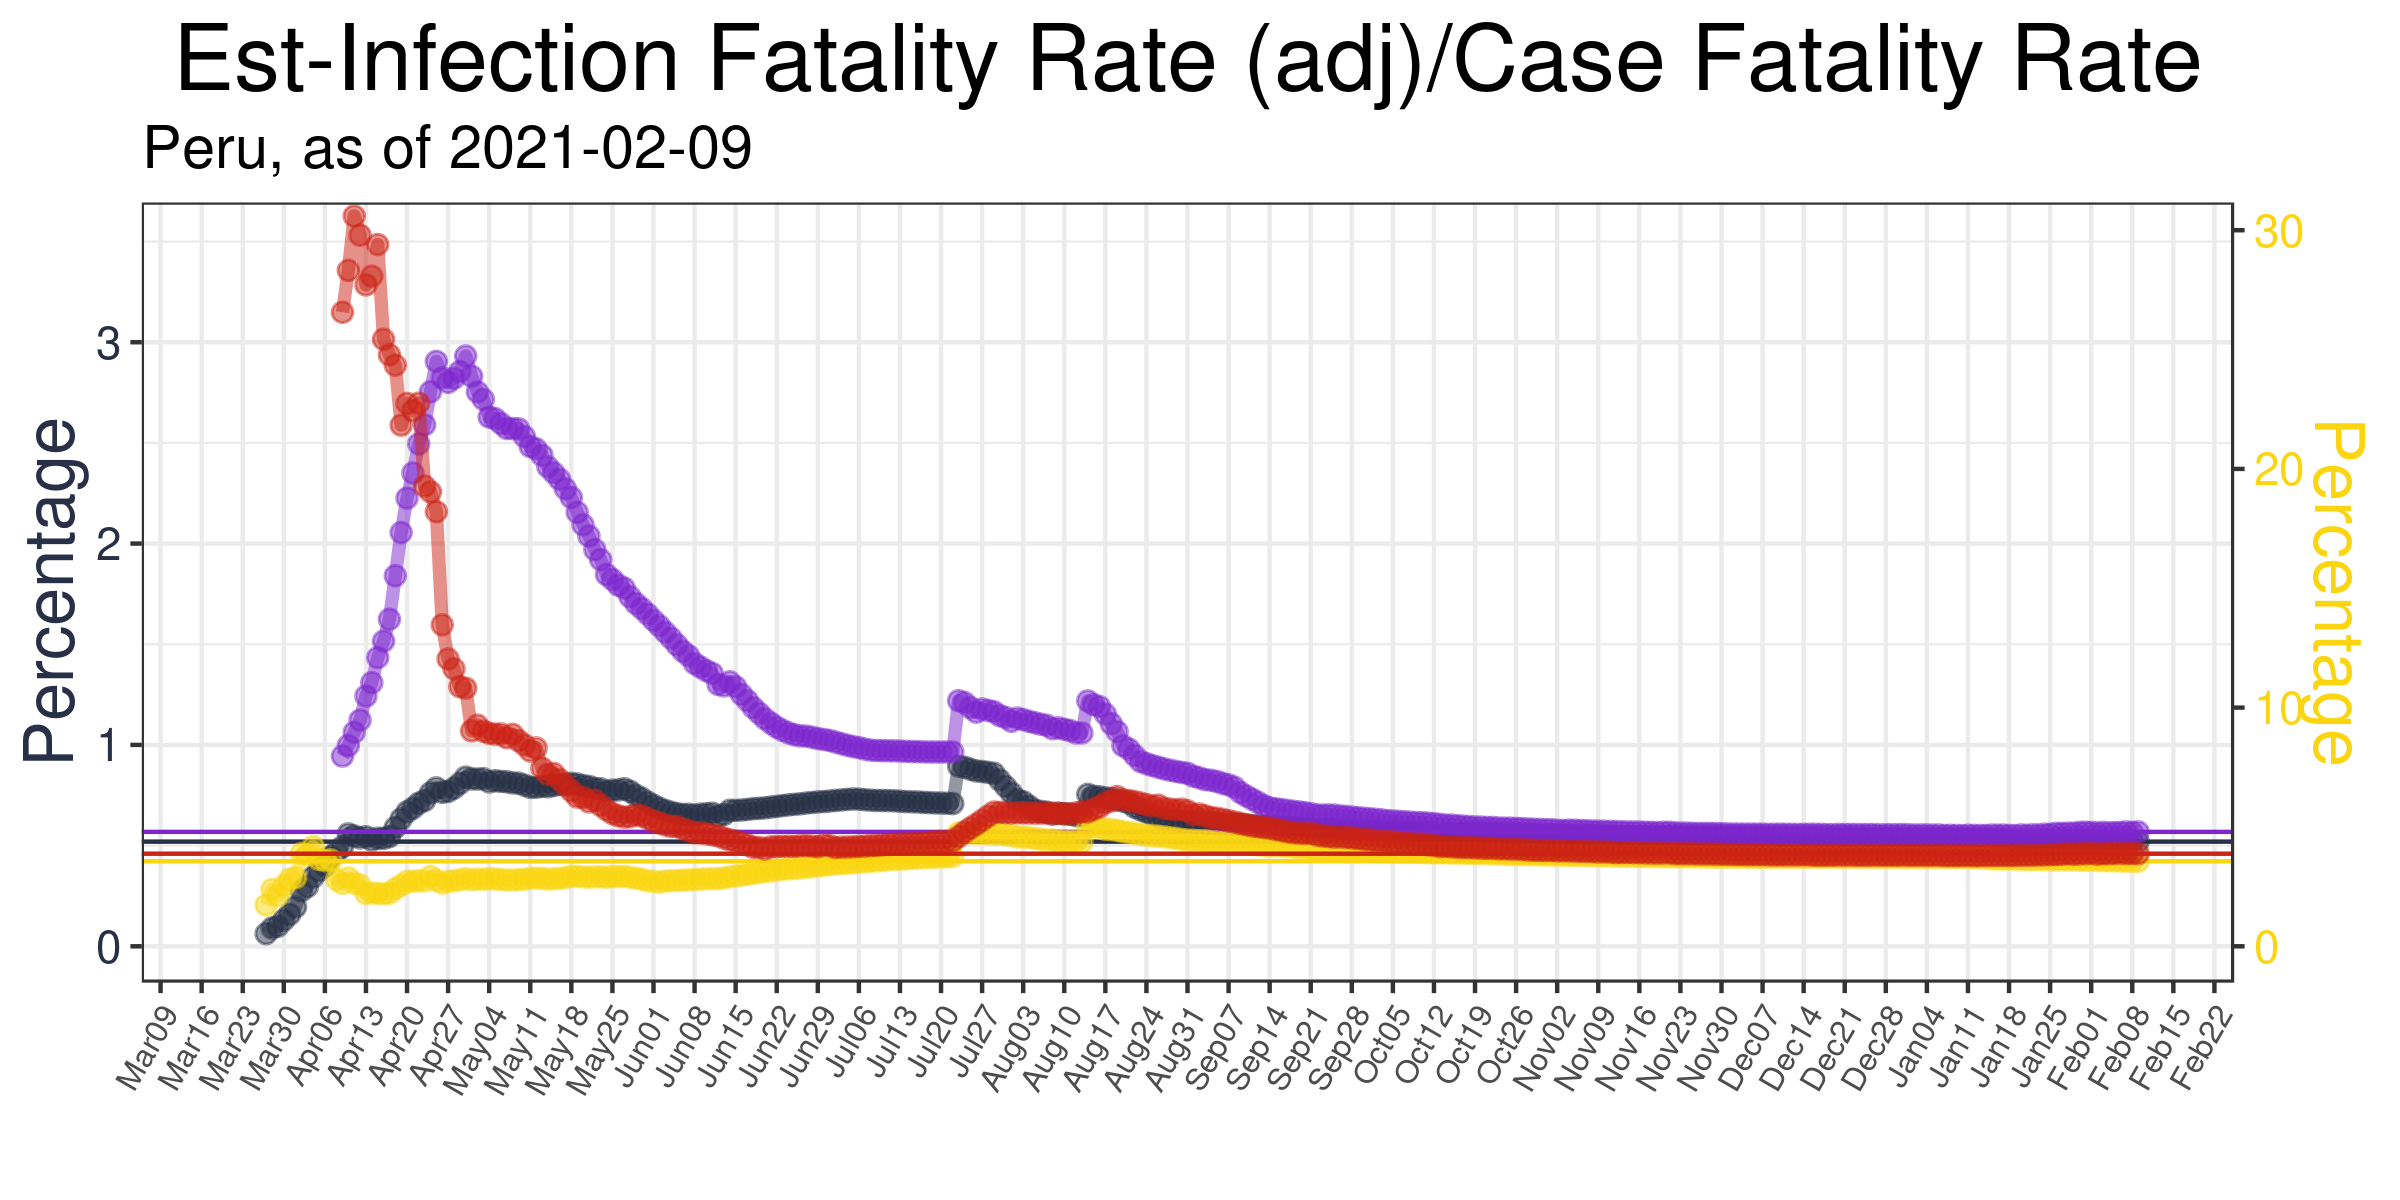 Est-Infection Fatality Rate (adj)/Case Fatality Rate
Peru, as of 2021-02-09
Percentage
3
2
1
0
30
20
10
0
Percentage
Mar09
Mar16
Mar23
Mar30
Apr06
Apr13
Apr20
Apr27
May04
May11
May18
May25
Jun01
Jun08
Jun15
Jun22
Jun29
Jul06
Jul13
Jul20
Jul27
Aug03
Aug10
Aug17
Aug24
Aug31
Sep07
Sep14
Sep21
Sep28
Oct05
Oct12
Oct19
Oct26
Nov02
Nov09
Nov16
Nov23
Nov30
Dec07
Dec14
Dec21
Dec28
Jan04
Jan11
Jan18
Jan25
Feb01
Feb08
Feb15
Feb22